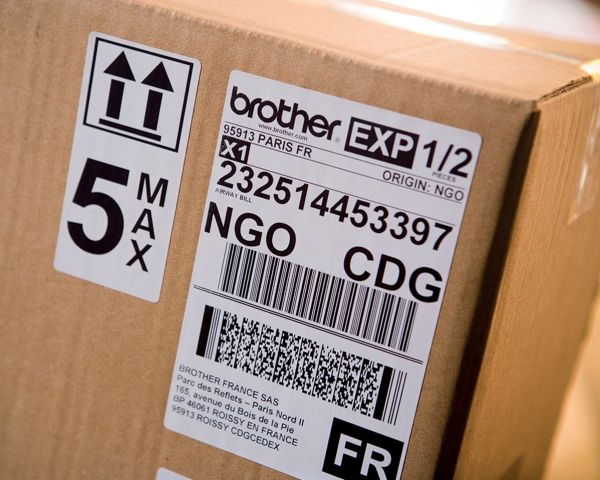 5
MAX
brother
www.brother.com
EXP 1/2
PIECES
95913 PARIS FR
ORIGIN: NGO
X1
232514453397
AIRWAY BILL
NGO CDG
BROTHER FRANCE SAS
Parc des Reflets – Paris Nord II
165, avenue du Bois de la Pie
BP 46061 ROISSY EN FRANCE
95913 ROISSY CDGCEDEX
FR